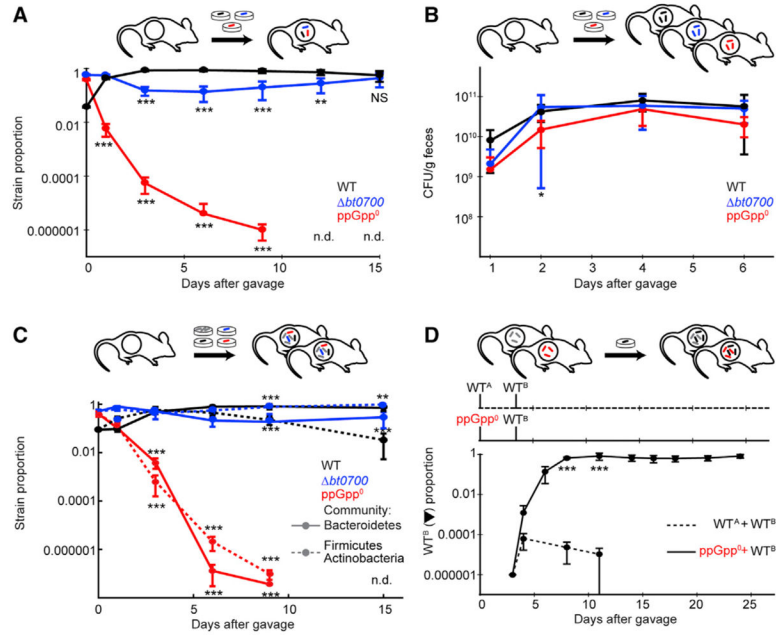 A
1
0.01
0.0001
0.000001
Strain proportion
***
***
***
***
***
***
***
**
NS
WT
Δbt0700
ppGpp⁰
n.d.
n.d.
0
5
10
15
Days after gavage
B
10¹¹
10¹⁰
10⁹
10⁸
CFU/g feces
*
WT
Δbt0700
ppGpp⁰
1
2
3
4
5
6
Days after gavage
C
1
0.01
0.0001
0.000001
Strain proportion
***
***
***
***
***
***
***
***
**
***
WT
Δbt0700
ppGpp⁰
Community:
Bacteroidetes
Firmicutes
Actinobacteria
n.d.
0
5
10
15
Days after gavage
D
WTᴬ
WTᴮ
ppGpp⁰
WTᴮ
1
0.01
0.0001
0.000001
WTᴮ (▼) proportion
***
***
WTᴬ + WTᴮ
ppGpp⁰+ WTᴮ
0
5
10
15
20
25
Days after gavage